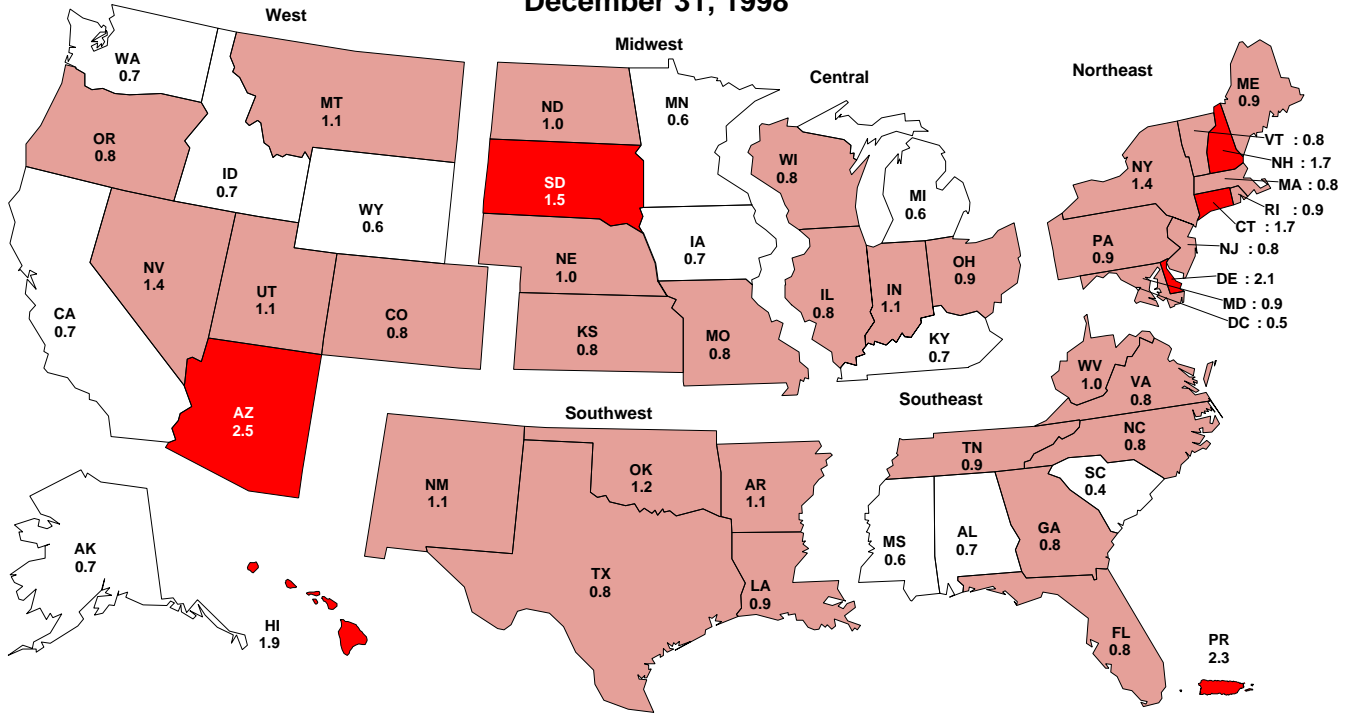 December 31, 1998
West
Midwest
Central
Northeast
WA
0.7
MT
1.1
OR
0.8
ID
0.7
WY
0.6
NV
1.4
UT
1.1
CO
0.8
CA
0.7
AZ
2.5
AK
0.7
HI
1.9
ND
1.0
MN
0.6
SD
1.5
NE
1.0
IA
0.7
KS
0.8
MO
0.8
WI
0.8
MI
0.6
IL
0.8
IN
1.1
OH
0.9
KY
0.7
ME
0.9
VT : 0.8
NH : 1.7
MA : 0.8
RI : 0.9
CT : 1.7
NJ : 0.8
DE : 2.1
MD : 0.9
DC : 0.5
NY
1.4
PA
0.9
Southwest
NM
1.1
OK
1.2
AR
1.1
TX
0.8
LA
0.9
Southeast
WV
1.0
VA
0.8
NC
0.8
TN
0.9
SC
0.4
MS
0.6
AL
0.7
GA
0.8
FL
0.8
PR
2.3